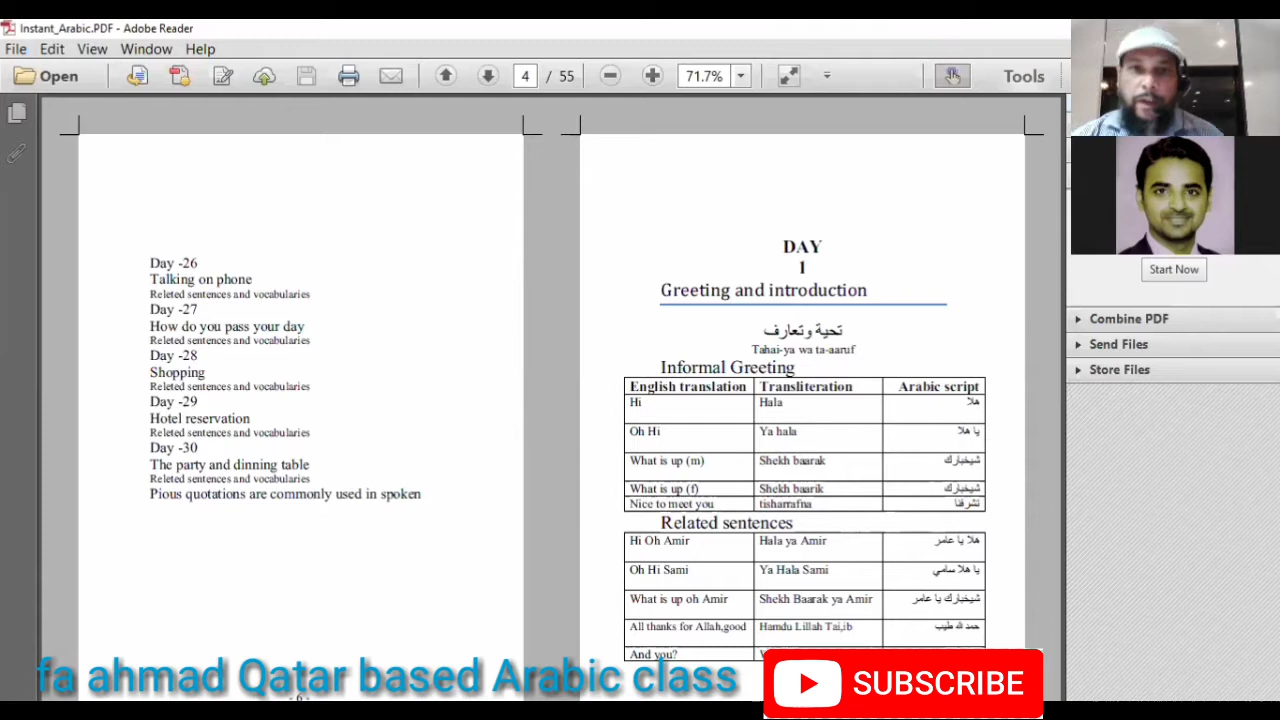 Instant_Arabic.PDF - Adobe Reader
File Edit View Window Help
Open 4 / 55 71.7% Tools
Day -26
Talking on phone
Releted sentences and vocabularies
Day -27
How do you pass your day
Releted sentences and vocabularies
Day -28
Shopping
Releted sentences and vocabularies
Day -29
Hotel reservation
Releted sentences and vocabularies
Day -30
The party and dinning table
Releted sentences and vocabularies
Pious quotations are commonly used in spoken
- 6 -
DAY
1
Greeting and introduction
تحية وتعارف
Tahai-ya wa ta-aaruf
Informal Greeting
English translation Transliteration Arabic script
Hi Hala هلا
Oh Hi Ya hala يا هلا
What is up (m) Shekh baarak شيخبارك
What is up (f) Shekh baarik شيخبارك
Nice to meet you tisharrafna تشرفنا
Related sentences
Hi Oh Amir Hala ya Amir هلا يا عامر
Oh Hi Sami Ya Hala Sami يا هلا سامي
What is up oh Amir Shekh Baarak ya Amir شيخبارك يا عامر
All thanks for Allah,good Hamdu Lillah Tai,ib حمد لله طيب
And you?
Start Now
Combine PDF
Send Files
Store Files
fa ahmad Qatar based Arabic class
SUBSCRIBE